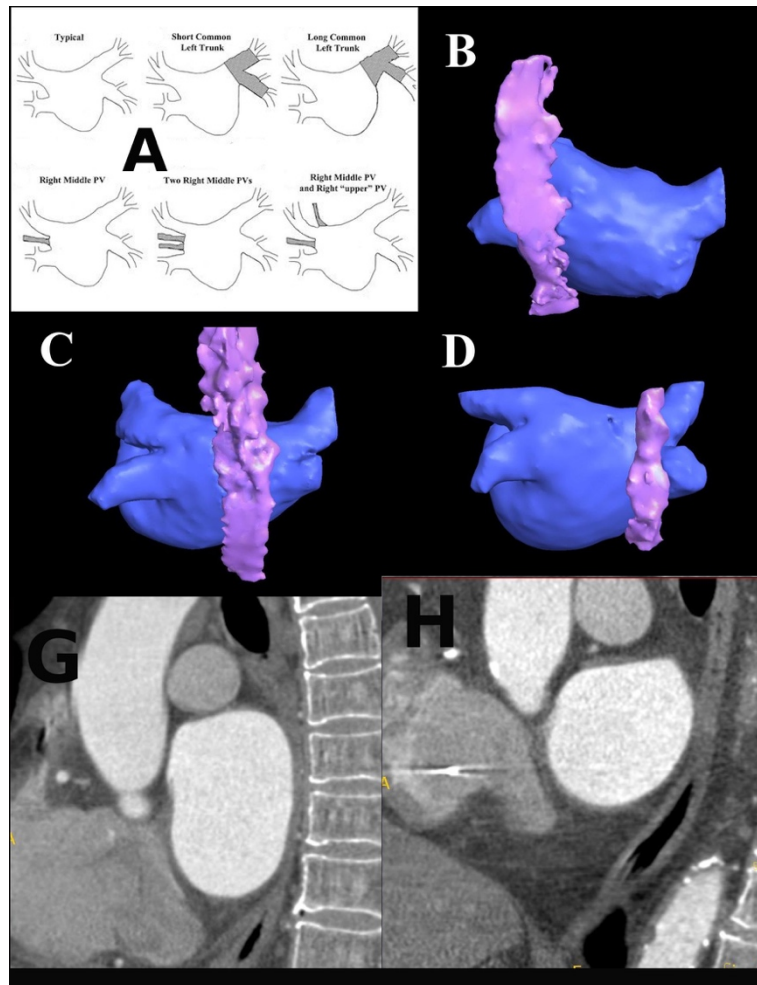 Typical
Short Common
Left Trunk
Long Common
Left Trunk
A
Right Middle PV
Two Right Middle PVs
Right Middle PV
and Right "upper" PV
B
C
D
G
H
A
A